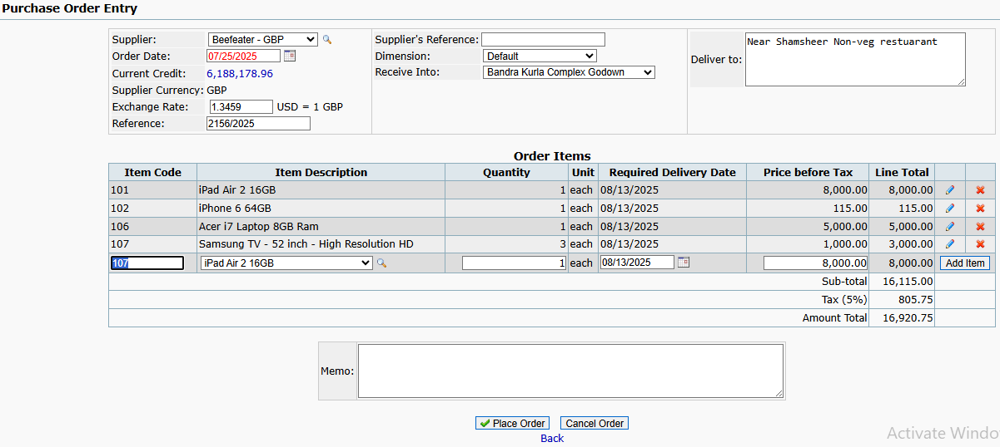 Purchase Order Entry
Supplier: Beefeater - GBP
Order Date: 07/25/2025
Current Credit: 6,188,178.96
Supplier Currency: GBP
Exchange Rate: 1.3459 USD = 1 GBP
Reference: 2156/2025
Supplier's Reference:
Dimension: Default
Receive Into: Bandra Kurla Complex Godown
Deliver to: Near Shamsheer Non-veg restuarant
Order Items
Item Code Item Description Quantity Unit Required Delivery Date Price before Tax Line Total
101 iPad Air 2 16GB 1 each 08/13/2025 8,000.00 8,000.00
102 iPhone 6 64GB 1 each 08/13/2025 115.00 115.00
106 Acer i7 Laptop 8GB Ram 1 each 08/13/2025 5,000.00 5,000.00
107 Samsung TV - 52 inch - High Resolution HD 3 each 08/13/2025 1,000.00 3,000.00
107 iPad Air 2 16GB 1 each 08/13/2025 8,000.00 8,000.00 Add Item
Sub-total 16,115.00
Tax (5%) 805.75
Amount Total 16,920.75
Memo:
Place Order Cancel Order
Back
Activate Windo